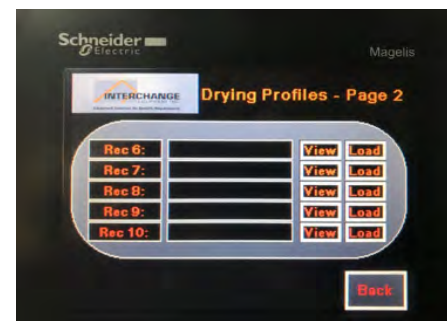 Schneider
Electric
Magelis
INTERCHANGE
Drying Profiles - Page 2
Rec 6: View Load
Rec 7: View Load
Rec 8: View Load
Rec 9: View Load
Rec 10: View Load
Back